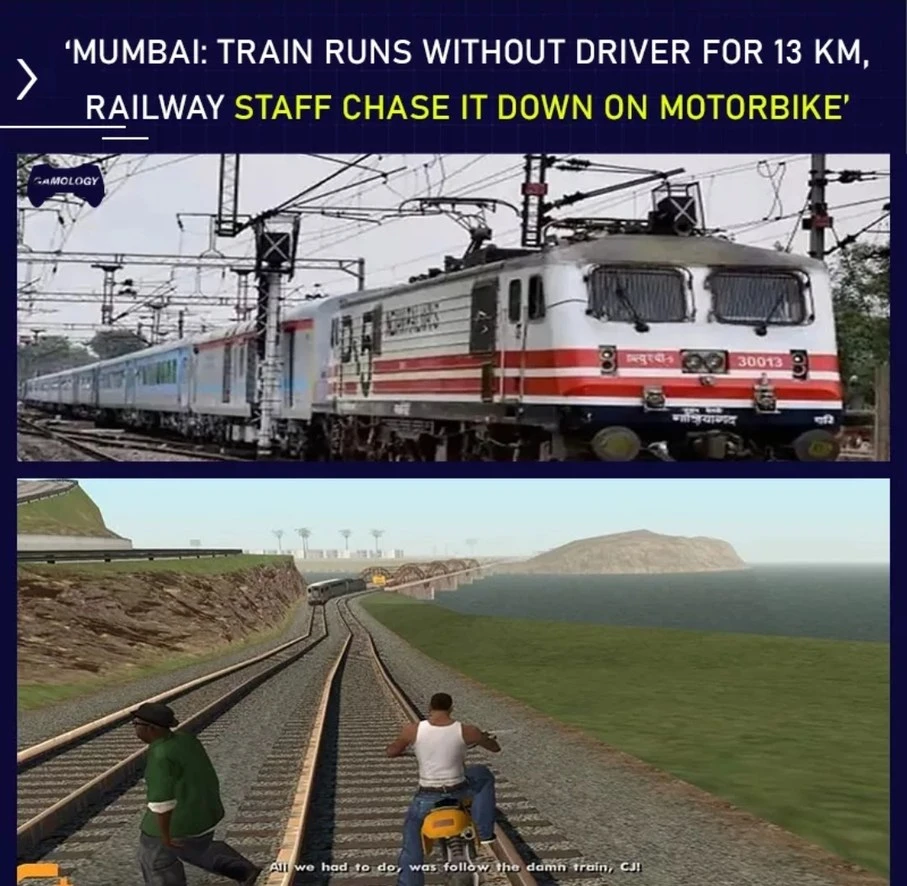 ‘MUMBAI: TRAIN RUNS WITHOUT DRIVER FOR 13 KM,
RAILWAY STAFF CHASE IT DOWN ON MOTORBIKE’
GAMOLOGY
30013
गाज़ियाबाद
All we had to do, was follow the damn train, CJ!